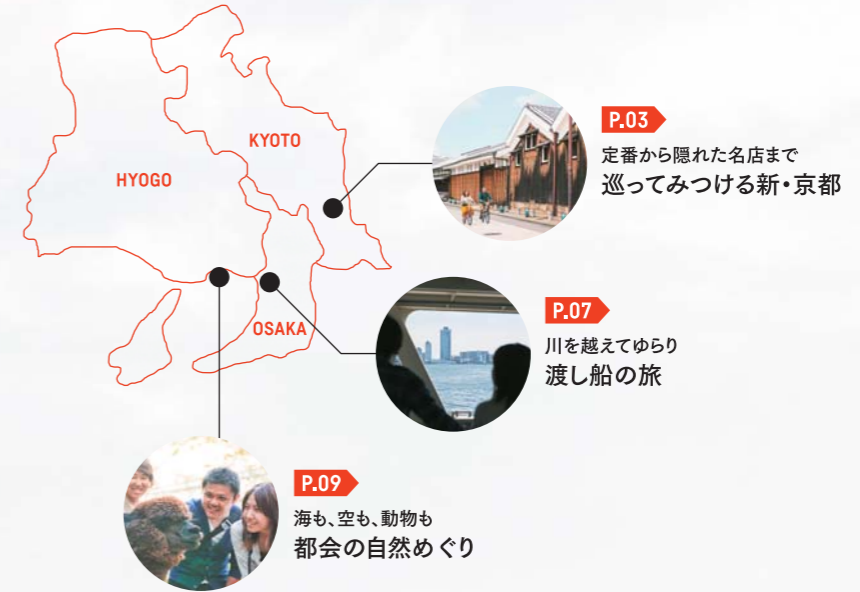 KYOTO
HYOGO
OSAKA
P.03
定番から隠れた名店まで
巡ってみつける新・京都
P.07
川を越えてゆらり
渡し船の旅
P.09
海も、空も、動物も
都会の自然めぐり